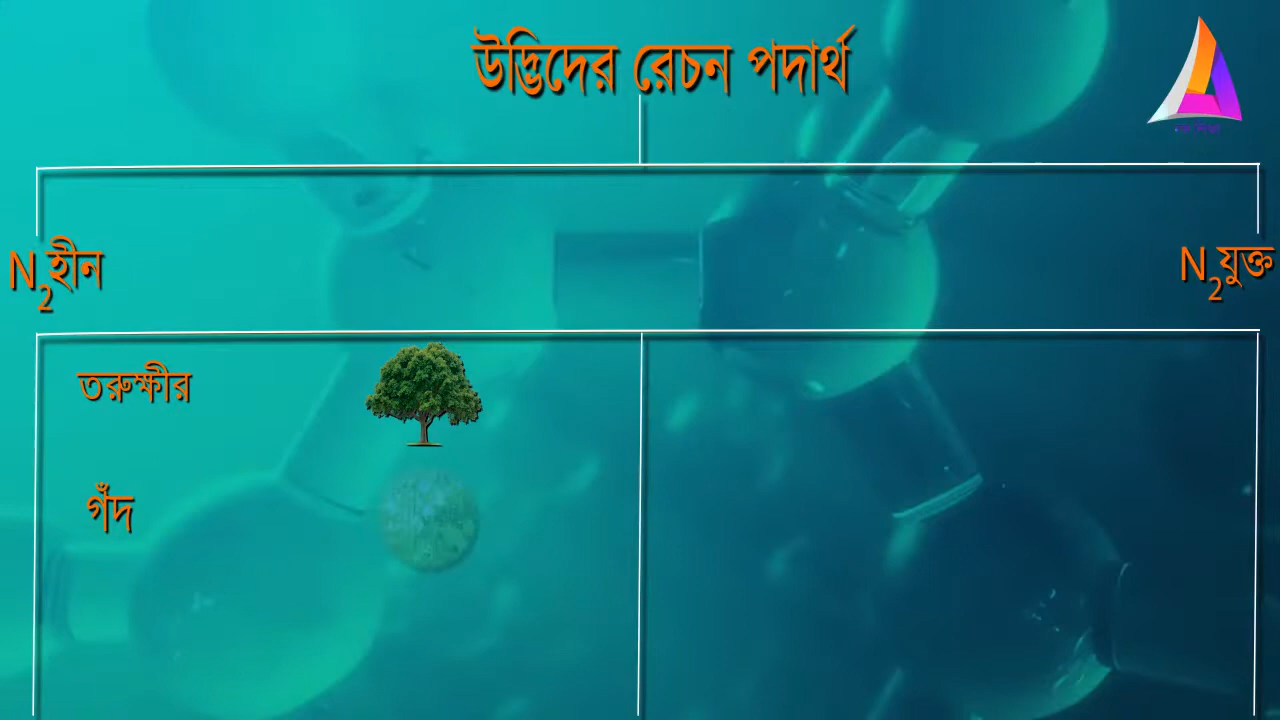 উদ্ভিদের রেচন পদার্থ
N2হীন
N2যুক্ত
তরুক্ষীর
গঁদ